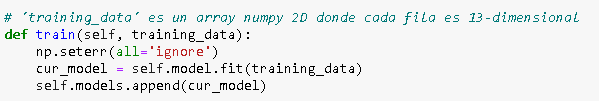 # 'training_data' es un array numpy 2D donde cada fila es 13-dimensional
def train(self, training_data):
    np.seterr(all='ignore')
    cur_model = self.model.fit(training_data)
    self.models.append(cur_model)